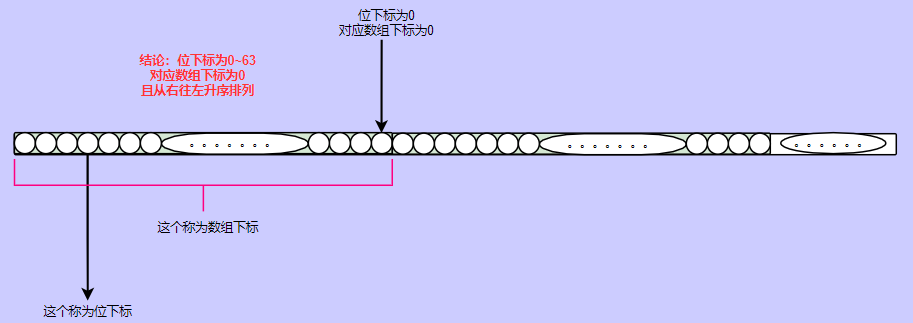 位下标为0
对应数组下标为0
结论：位下标为0~63
对应数组下标为0
且从右往左升序排列
。。。。。。。
。。。。。。。
。。。。。。
这个称为数组下标
这个称为位下标